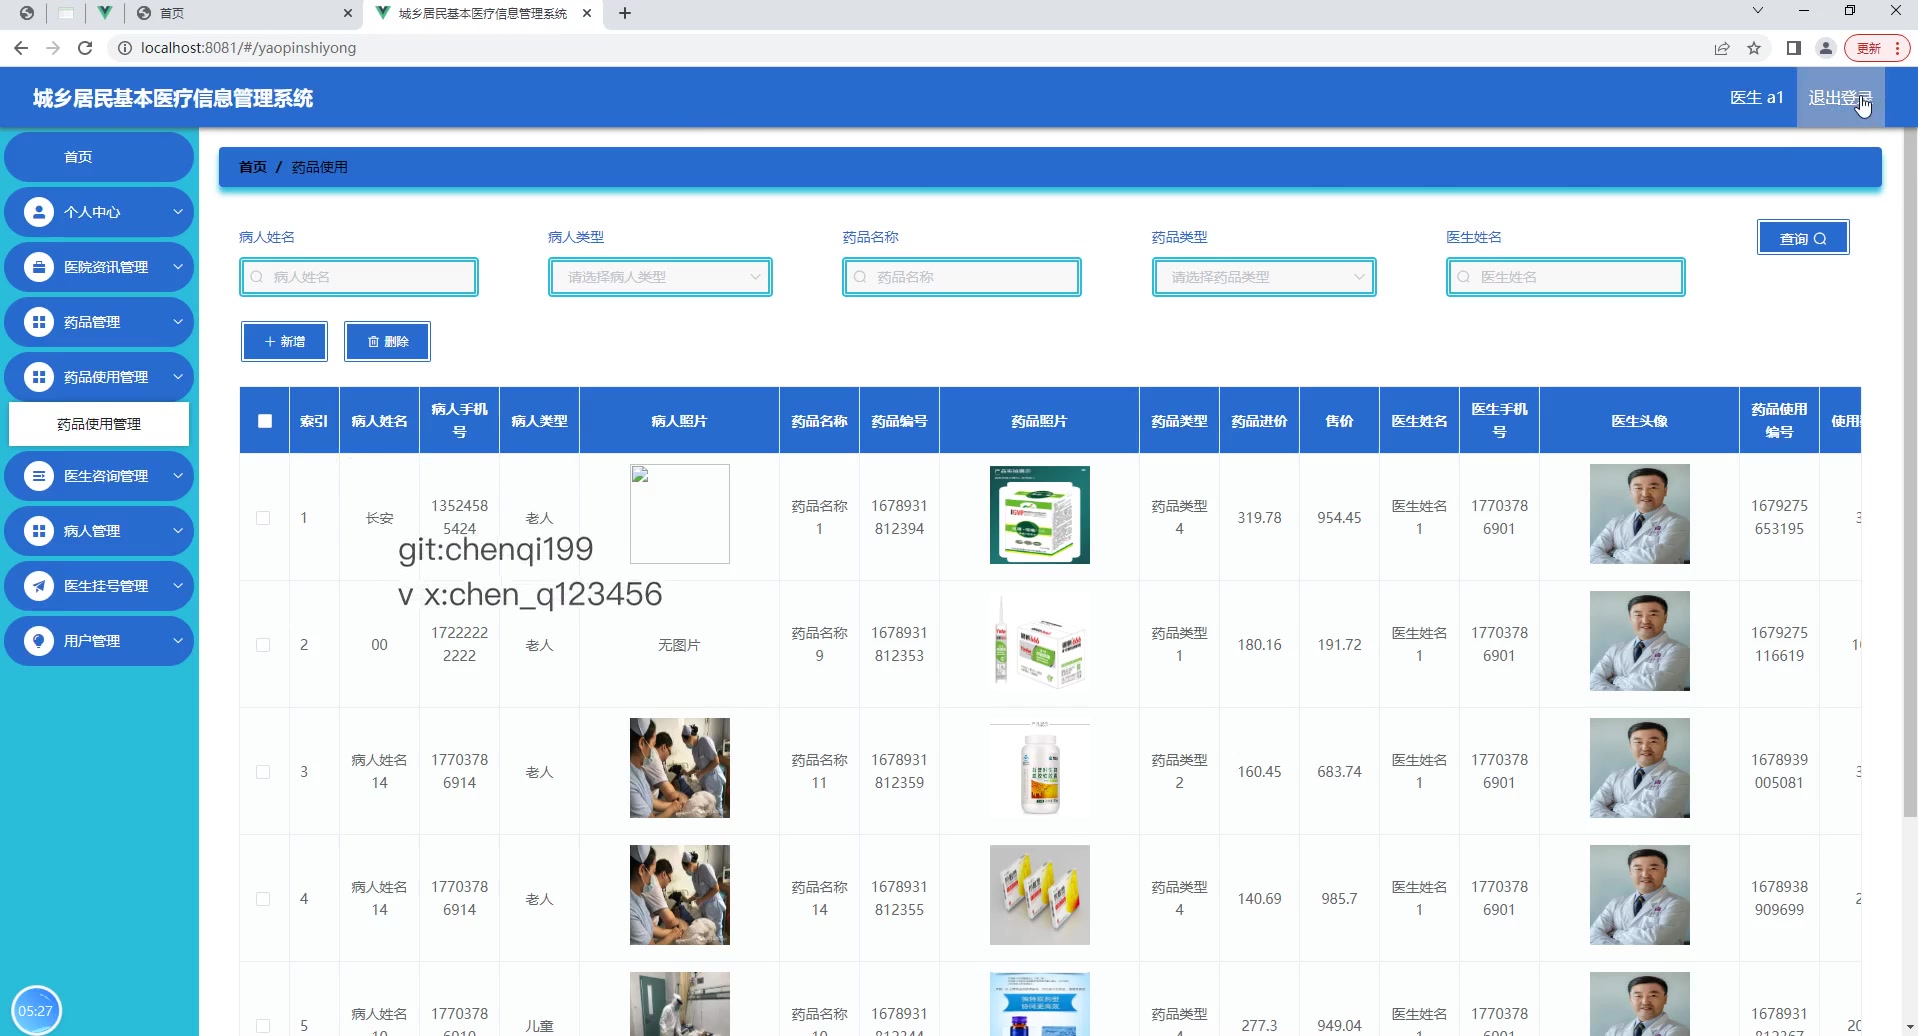 首页
城乡居民基本医疗信息管理系统
localhost:8081/#/yaopinshiyong
更新
城乡居民基本医疗信息管理系统
医生 a1
退出登录
首页
个人中心
医院资讯管理
药品管理
药品使用管理
药品使用管理
医生咨询管理
病人管理
医生挂号管理
用户管理
05:27
首页 / 药品使用
病人姓名
病人类型
药品名称
药品类型
医生姓名
病人姓名
请选择病人类型
药品名称
请选择药品类型
医生姓名
查询
新增
删除
索引 病人姓名 病人手机号 病人类型 病人照片 药品名称 药品编号 药品照片 药品类型 药品进价 售价 医生姓名 医生手机号 医生头像 药品使用编号 使用
1 长安 13524585424 老人 药品名称1 1678931812394 药品类型4 319.78 954.45 医生姓名1 17703786901 1679275653195
git:chenqi199
v x:chen_q123456
2 00 17222222222 老人 无图片 药品名称9 1678931812353 药品类型1 180.16 191.72 医生姓名1 17703786901 1679275116619
3 病人姓名14 17703786914 老人 药品名称11 1678931812359 药品类型2 160.45 683.74 医生姓名1 17703786901 1678939005081
4 病人姓名14 17703786914 老人 药品名称14 1678931812355 药品类型4 140.69 985.7 医生姓名1 17703786901 1678938909699
5 病人姓名 1770378 儿童 药品名称 1678931 药品类型 277.3 949.04 医生姓名 1770378 1678931 20